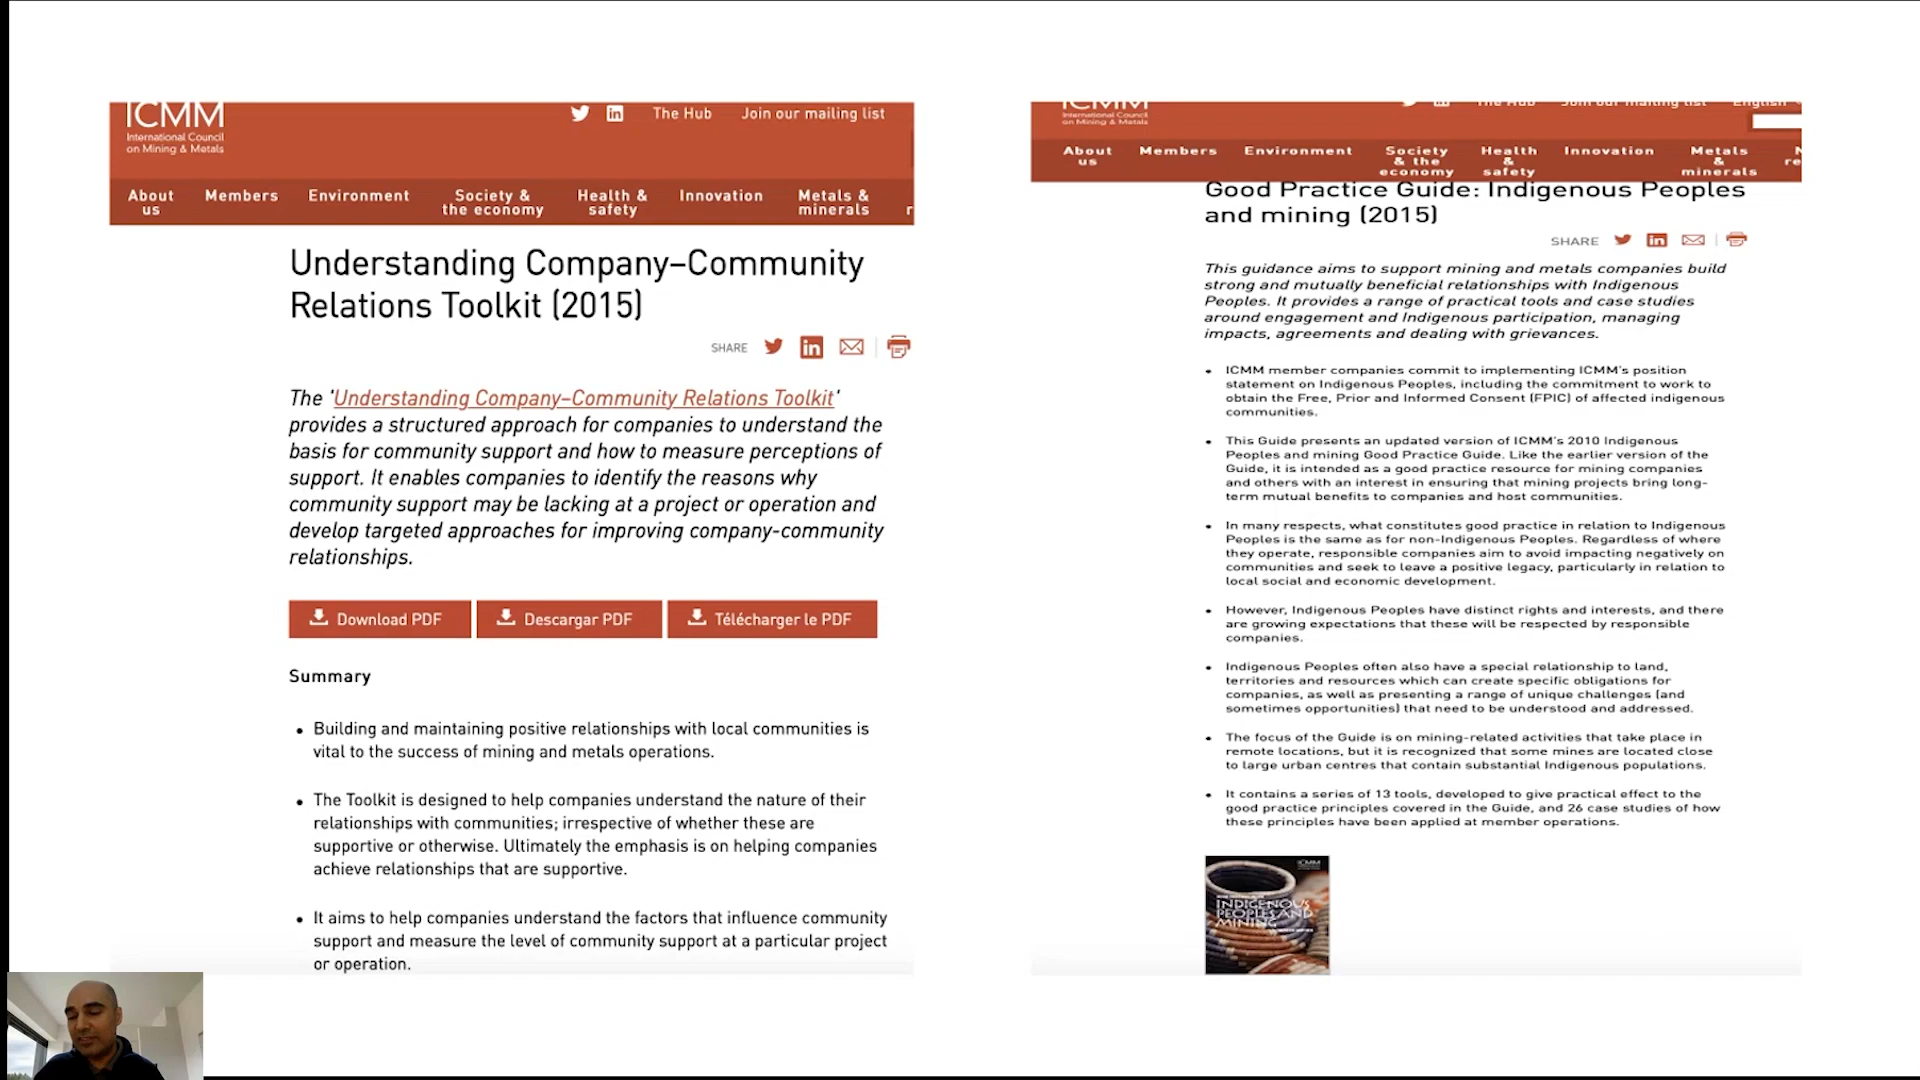 ICMM
International Council
on Mining & Metals
The Hub
Join our mailing list
About us
Members
Environment
Society & the economy
Health & safety
Innovation
Metals & minerals
Understanding Company–Community
Relations Toolkit (2015)
SHARE
The 'Understanding Company–Community Relations Toolkit'
provides a structured approach for companies to understand the
basis for community support and how to measure perceptions of
support. It enables companies to identify the reasons why
community support may be lacking at a project or operation and
develop targeted approaches for improving company-community
relationships.
Download PDF
Descargar PDF
Télécharger le PDF
Summary
• Building and maintaining positive relationships with local communities is
vital to the success of mining and metals operations.
• The Toolkit is designed to help companies understand the nature of their
relationships with communities; irrespective of whether these are
supportive or otherwise. Ultimately the emphasis is on helping companies
achieve relationships that are supportive.
• It aims to help companies understand the factors that influence community
support and measure the level of community support at a particular project
or operation.
ICMM
International Council
on Mining & Metals
The Hub
Join our mailing list
English
About us
Members
Environment
Society & the economy
Health & safety
Innovation
Metals & minerals
Good Practice Guide: Indigenous Peoples
and mining (2015)
SHARE
This guidance aims to support mining and metals companies build
strong and mutually beneficial relationships with Indigenous
Peoples. It provides a range of practical tools and case studies
around engagement and Indigenous participation, managing
impacts, agreements and dealing with grievances.
• ICMM member companies commit to implementing ICMM's position
statement on Indigenous Peoples, including the commitment to work to
obtain the Free, Prior and Informed Consent (FPIC) of affected indigenous
communities.
• This Guide presents an updated version of ICMM's 2010 Indigenous
Peoples and mining Good Practice Guide. Like the earlier version of the
Guide, it is intended as a good practice resource for mining companies
and others with an interest in ensuring that mining projects bring long-
term mutual benefits to companies and host communities.
• In many respects, what constitutes good practice in relation to Indigenous
Peoples is the same as for non-Indigenous Peoples. Regardless of where
they operate, responsible companies aim to avoid impacting negatively on
communities and seek to leave a positive legacy, particularly in relation to
local social and economic development.
• However, Indigenous Peoples have distinct rights and interests, and there
are growing expectations that these will be respected by responsible
companies.
• Indigenous Peoples often also have a special relationship to land,
territories and resources which can create specific obligations for
companies, as well as presenting a range of unique challenges (and
sometimes opportunities) that need to be understood and addressed.
• The focus of the Guide is on mining-related activities that take place in
remote locations, but it is recognized that some mines are located close
to large urban centres that contain substantial Indigenous populations.
• It contains a series of 13 tools, developed to give practical effect to the
good practice principles covered in the Guide, and 26 case studies of how
these principles have been applied at member operations.
ICMM
INDIGENOUS
PEOPLES AND
MINING